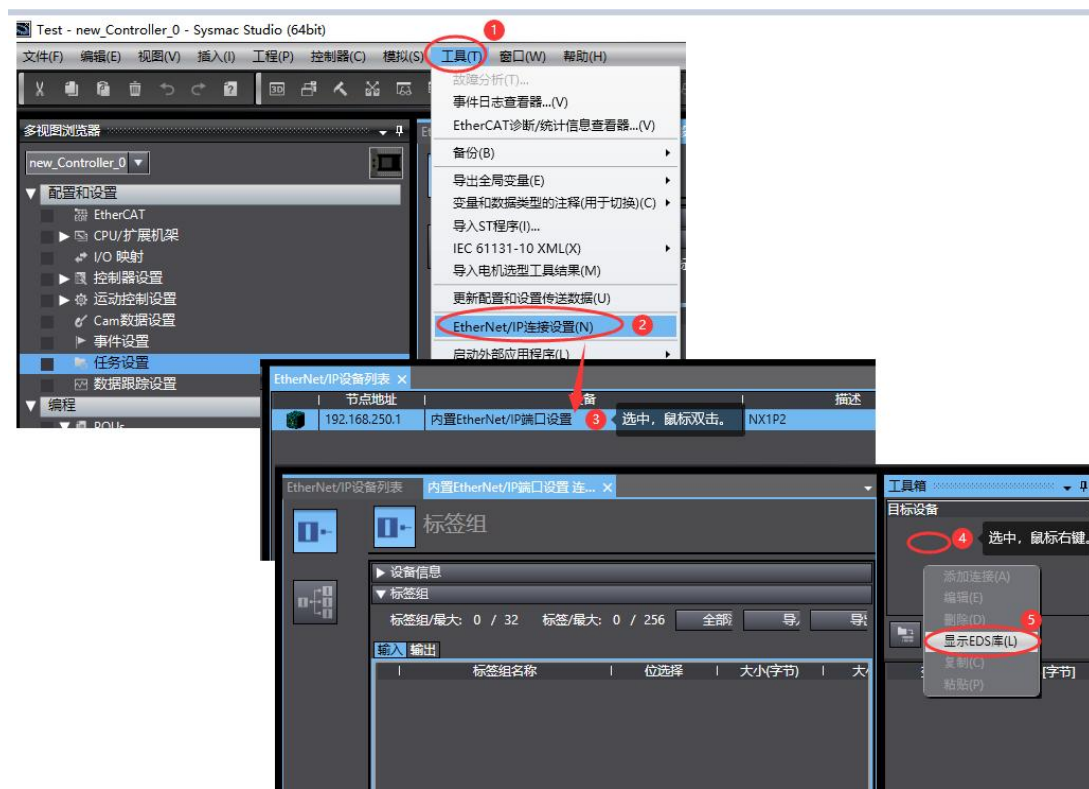 Test - new_Controller_0 - Sysmac Studio (64bit)
1
文件(F) 编辑(E) 视图(V) 插入(I) 工程(P) 控制器(C) 模拟(S) 工具(T) 窗口(W) 帮助(H)
3D
故障分析(T)...
事件日志查看器...(V)
EtherCAT诊断/统计信息查看器...(V)
备份(B)
导出全局变量(E)
变量和数据类型的注释(用于切换)(C)
导入ST程序(I)...
IEC 61131-10 XML(X)
导入电机选型工具结果(M)
更新配置和设置传送数据(U)
EtherNet/IP连接设置(N) 2
启动外部应用程序(L)
多视图浏览器
new_Controller_0
配置和设置
EtherCAT
CPU/扩展机架
I/O 映射
控制器设置
运动控制设置
Cam数据设置
事件设置
任务设置
数据跟踪设置
编程
POUs
EtherNet/IP设备列表
节点地址 备 描述
192.168.250.1 内置EtherNet/IP端口设置 3 选中，鼠标双击。 NX1P2
EtherNet/IP设备列表 内置EtherNet/IP端口设置 连...
标签组
设备信息
标签组
标签组/最大: 0 / 32 标签/最大: 0 / 256 全部 导 导
输入 输出
标签组名称 位选择 大小(字节) 大
工具箱
目标设备
4 选中，鼠标右键。
添加连接(A)
编辑(E)
删除(D) 5
显示EDS库(L)
复制(C)
粘贴(P)
[字节]